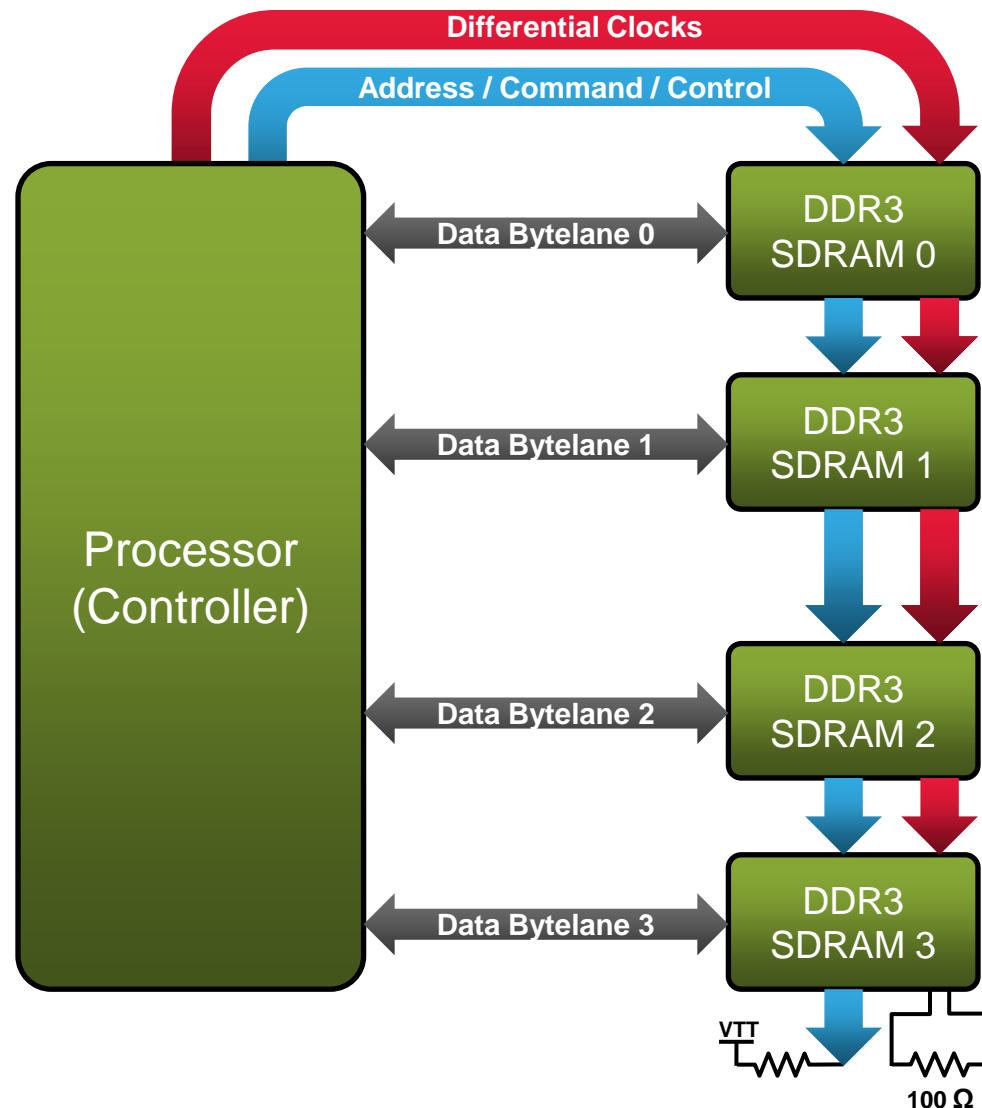 Differential Clocks
Address / Command / Control
DDR3
SDRAM 0
Data Bytelane 0
DDR3
SDRAM 1
Data Bytelane 1
Processor
(Controller)
DDR3
SDRAM 2
Data Bytelane 2
DDR3
SDRAM 3
Data Bytelane 3
VTT
100 Ω